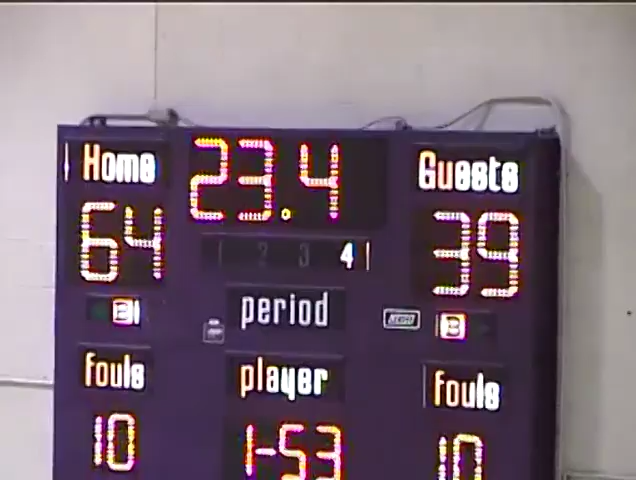 Home 23.4 Guests
64 39
1 2 3 4
B period B
fouls player fouls
10 1-53 10